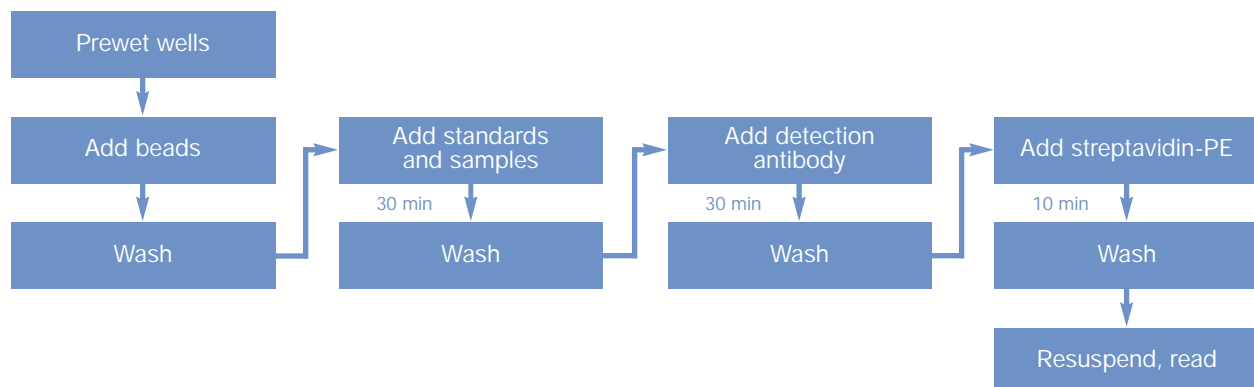 Prewet wells
Add beads
Wash
Add standards
and samples
30 min
Wash
Add detection
antibody
30 min
Wash
Add streptavidin-PE
10 min
Wash
Resuspend, read